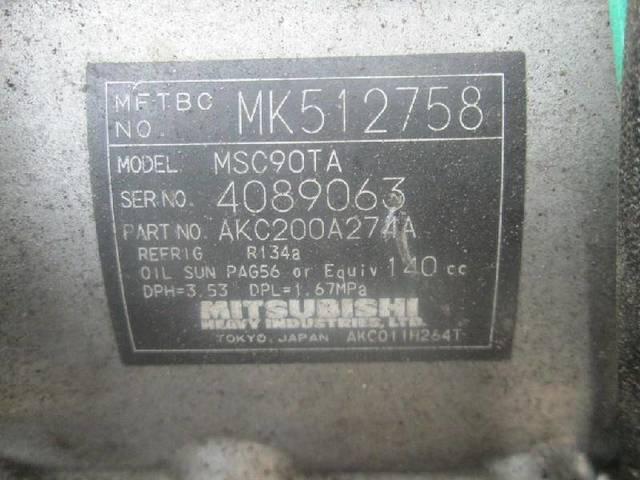 MFTBC NO. MK512758
MODEL MSC90TA
SER NO. 4089063
PART NO. AKC200A274A
REFRIG R134a
OIL SUN PAG56 or Equiv 140 cc
DPH=3.53 DPL=1.67MPa
MITSUBISHI
HEAVY INDUSTRIES, LTD.
TOKYO, JAPAN AKC011H264T